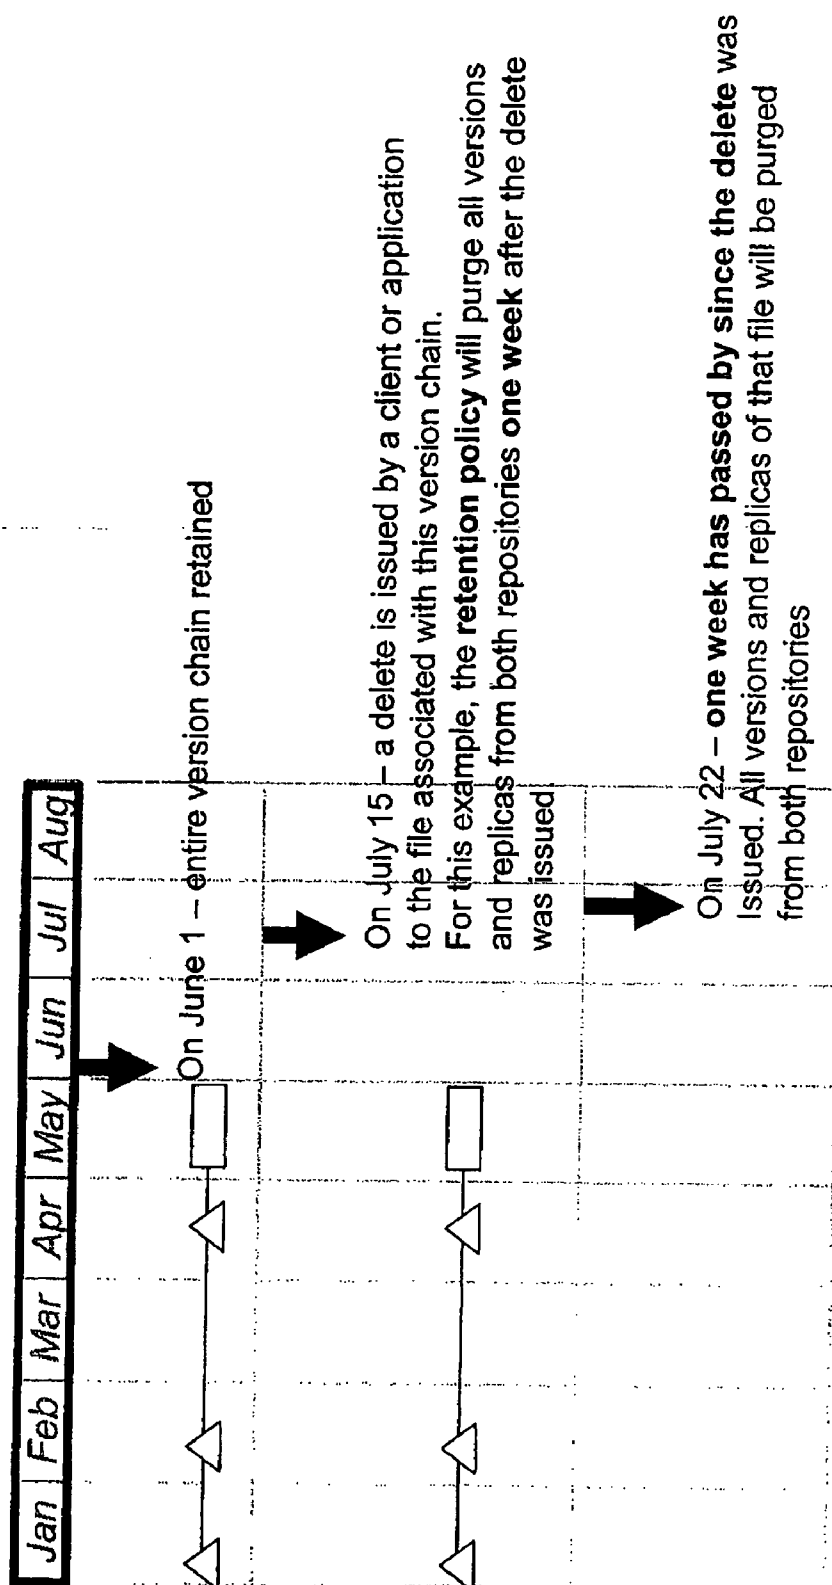 Jan | Feb | Mar | Apr | May | Jun | Jul | Aug
On June 1 – entire version chain retained
On July 15 – a delete is issued by a client or application
to the file associated with this version chain.
For this example, the retention policy will purge all versions
and replicas from both repositories one week after the delete
was issued
On July 22 – one week has passed by since the delete was
Issued. All versions and replicas of that file will be purged
from both repositories